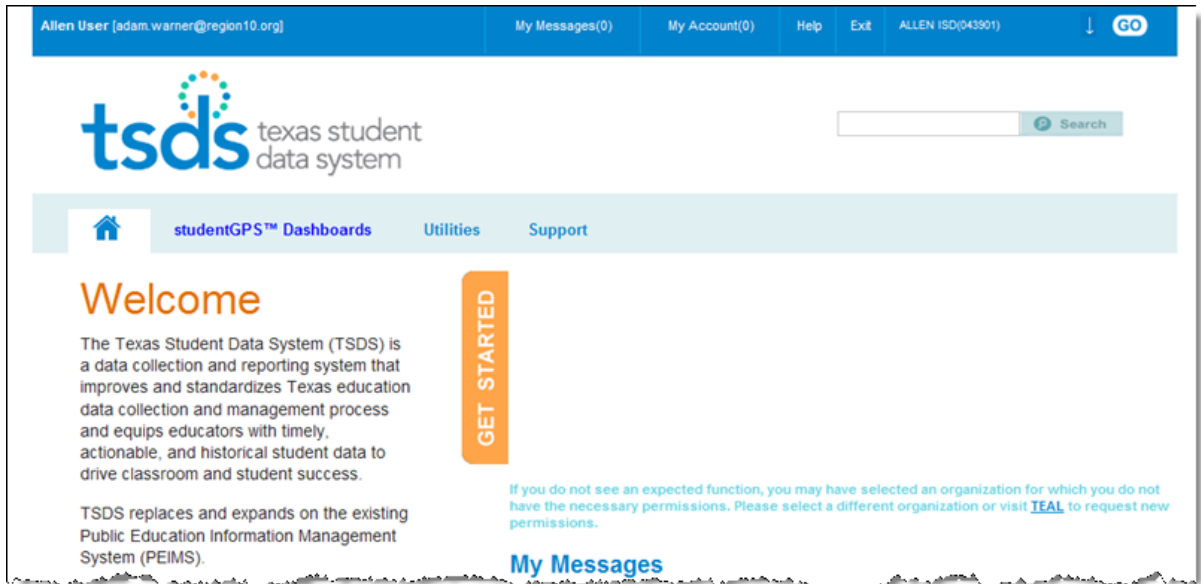 Allen User [adam.warner@region10.org] My Messages(0) My Account(0) Help Exit ALLEN ISD(043901) ↓ GO
tsds texas student
data system
Search
studentGPS™ Dashboards Utilities Support
Welcome
The Texas Student Data System (TSDS) is
a data collection and reporting system that
improves and standardizes Texas education
data collection and management process
and equips educators with timely,
actionable, and historical student data to
drive classroom and student success.
TSDS replaces and expands on the existing
Public Education Information Management
System (PEIMS).
GET STARTED
If you do not see an expected function, you may have selected an organization for which you do not
have the necessary permissions. Please select a different organization or visit TEAL to request new
permissions.
My Messages